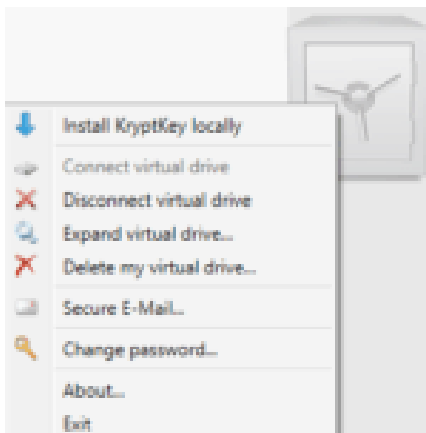 Install KryptKey locally
Connect virtual drive
Disconnect virtual drive
Expand virtual drive...
Delete my virtual drive...
Secure E-Mail...
Change password...
About...
Exit